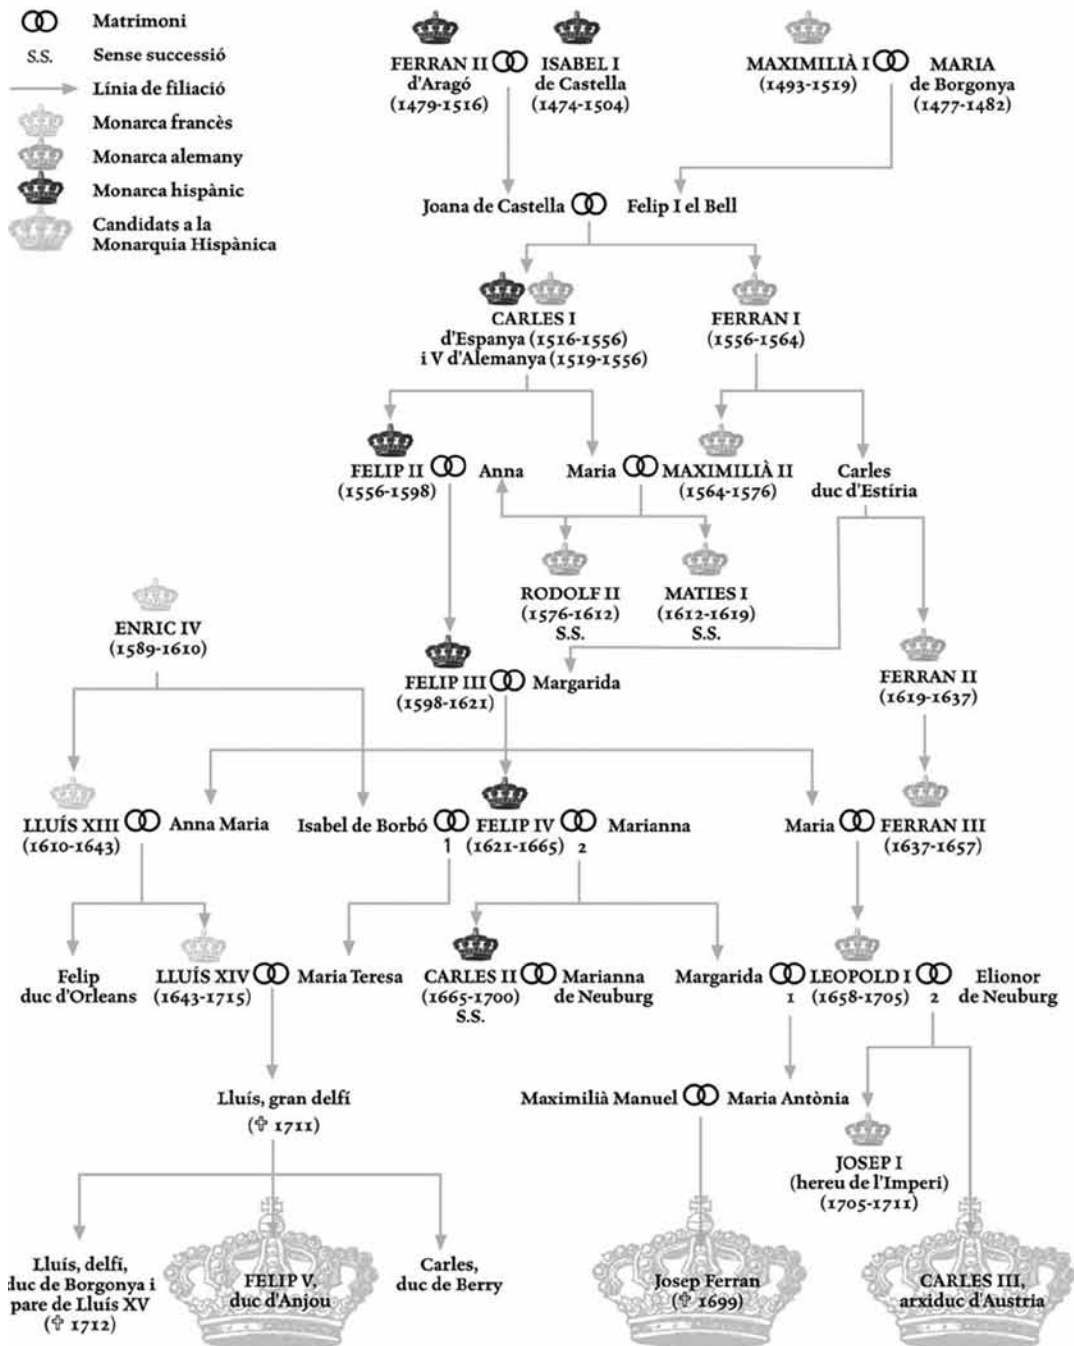 Matrimoni
S.S. Sense successió
Línia de filiació
Monarca francès
Monarca alemany
Monarca hispànic
Candidats a la
Monarquia Hispànica
FERRAN II
d'Aragó
(1479-1516)
ISABEL I
de Castella
(1474-1504)
MAXIMILIÀ I
(1493-1519)
MARIA
de Borgonya
(1477-1482)
Joana de Castella
Felip I el Bell
CARLES I
d'Espanya (1516-1556)
i V d'Alemanya (1519-1556)
FERRAN I
(1556-1564)
FELIP II
(1556-1598)
Anna
Maria
MAXIMILIÀ II
(1564-1576)
Carles
duc d'Estíria
RODOLF II
(1576-1612)
S.S.
MATIES I
(1612-1619)
S.S.
ENRIC IV
(1589-1610)
FELIP III
(1598-1621)
Margarida
FERRAN II
(1619-1637)
LLUÍS XIII
(1610-1643)
Anna Maria
Isabel de Borbó
1
FELIP IV
(1621-1665)
2
Marianna
Maria
FERRAN III
(1637-1657)
Felip
duc d'Orleans
LLUÍS XIV
(1643-1715)
Maria Teresa
CARLES II
(1665-1700)
S.S.
Marianna
de Neuburg
Margarida
1
LEOPOLD I
(1658-1705)
2
Elionor
de Neuburg
Lluís, gran delfí
(✞ 1711)
Maximilià Manuel
Maria Antònia
JOSEP I
(hereu de l'Imperi)
(1705-1711)
Lluís, delfí,
duc de Borgonya i
pare de Lluís XV
(✞ 1712)
FELIP V,
duc d'Anjou
Carles,
duc de Berry
Josep Ferran
(✞ 1699)
CARLES III,
arxiduc d'Austria